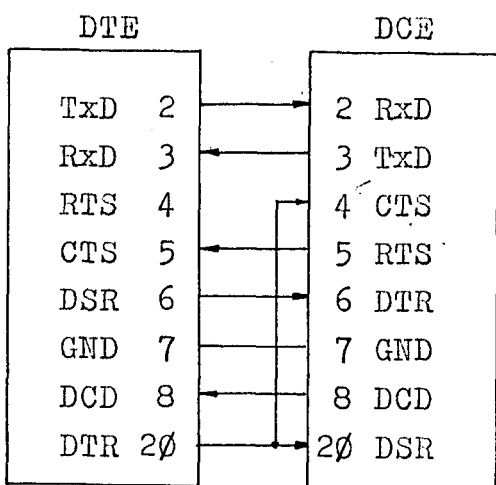 DTE DCE
TxD 2 2 RxD
RxD 3 3 TxD
RTS 4 4 CTS
CTS 5 5 RTS
DSR 6 6 DTR
GND 7 7 GND
DCD 8 8 DCD
DTR 2Ø 2Ø DSR